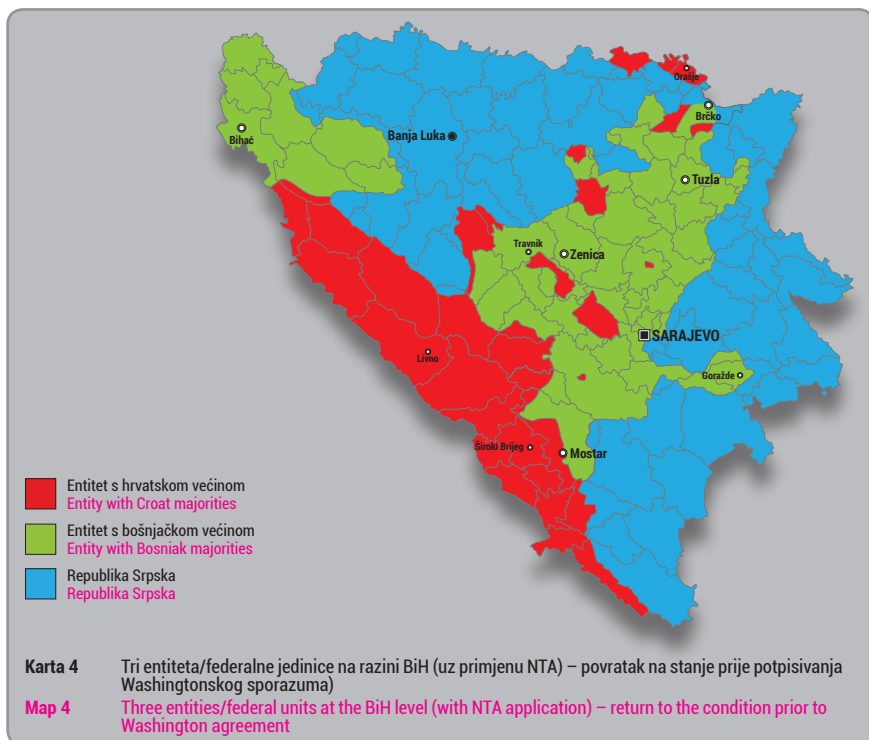 Orašje
Brčko
Banja Luka
Bihać
Tuzla
Travnik
Zenica
SARAJEVO
Livno
Goražde
Široki Brijeg
Mostar
Entitet s hrvatskom većinom
Entity with Croat majorities
Entitet s bošnjačkom većinom
Entity with Bosniak majorities
Republika Srpska
Republika Srpska
Karta 4 Tri entiteta/federalne jedinice na razini BiH (uz primjenu NTA) – povratak na stanje prije potpisivanja
Washingtonskog sporazuma)
Map 4 Three entities/federal units at the BiH level (with NTA application) – return to the condition prior to
Washington agreement